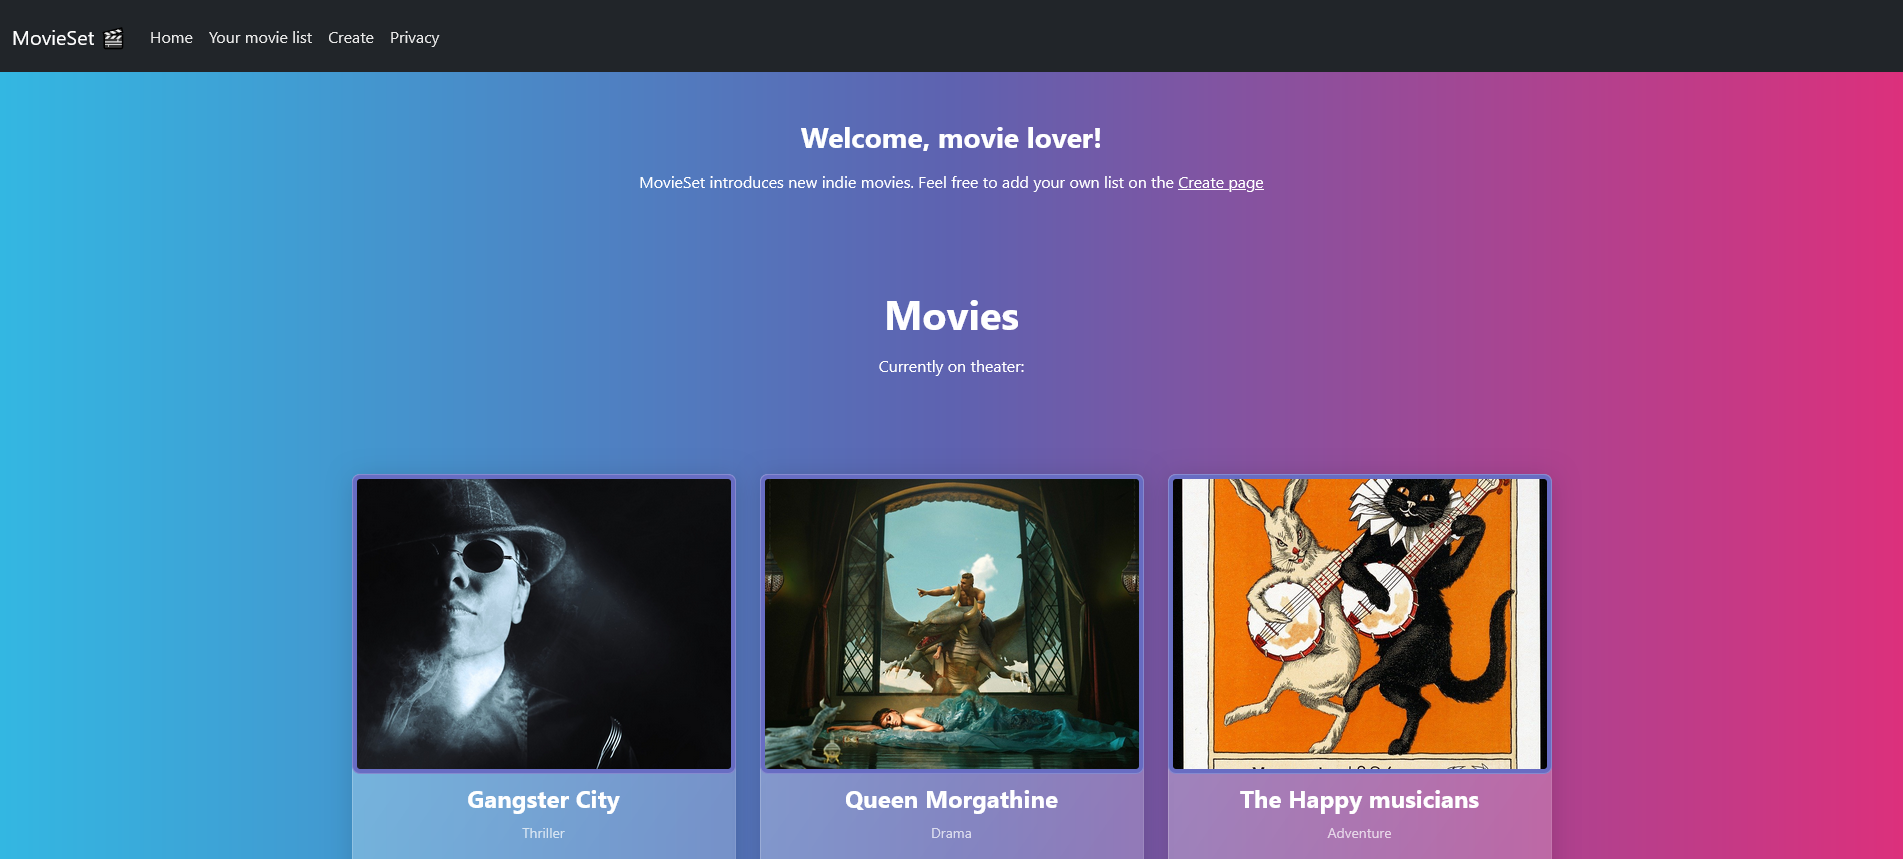 MovieSet 🎬 Home Your movie list Create Privacy
Welcome, movie lover!
MovieSet introduces new indie movies. Feel free to add your own list on the Create page
Movies
Currently on theater:
Gangster City
Thriller
Queen Morgathine
Drama
The Happy musicians
Adventure